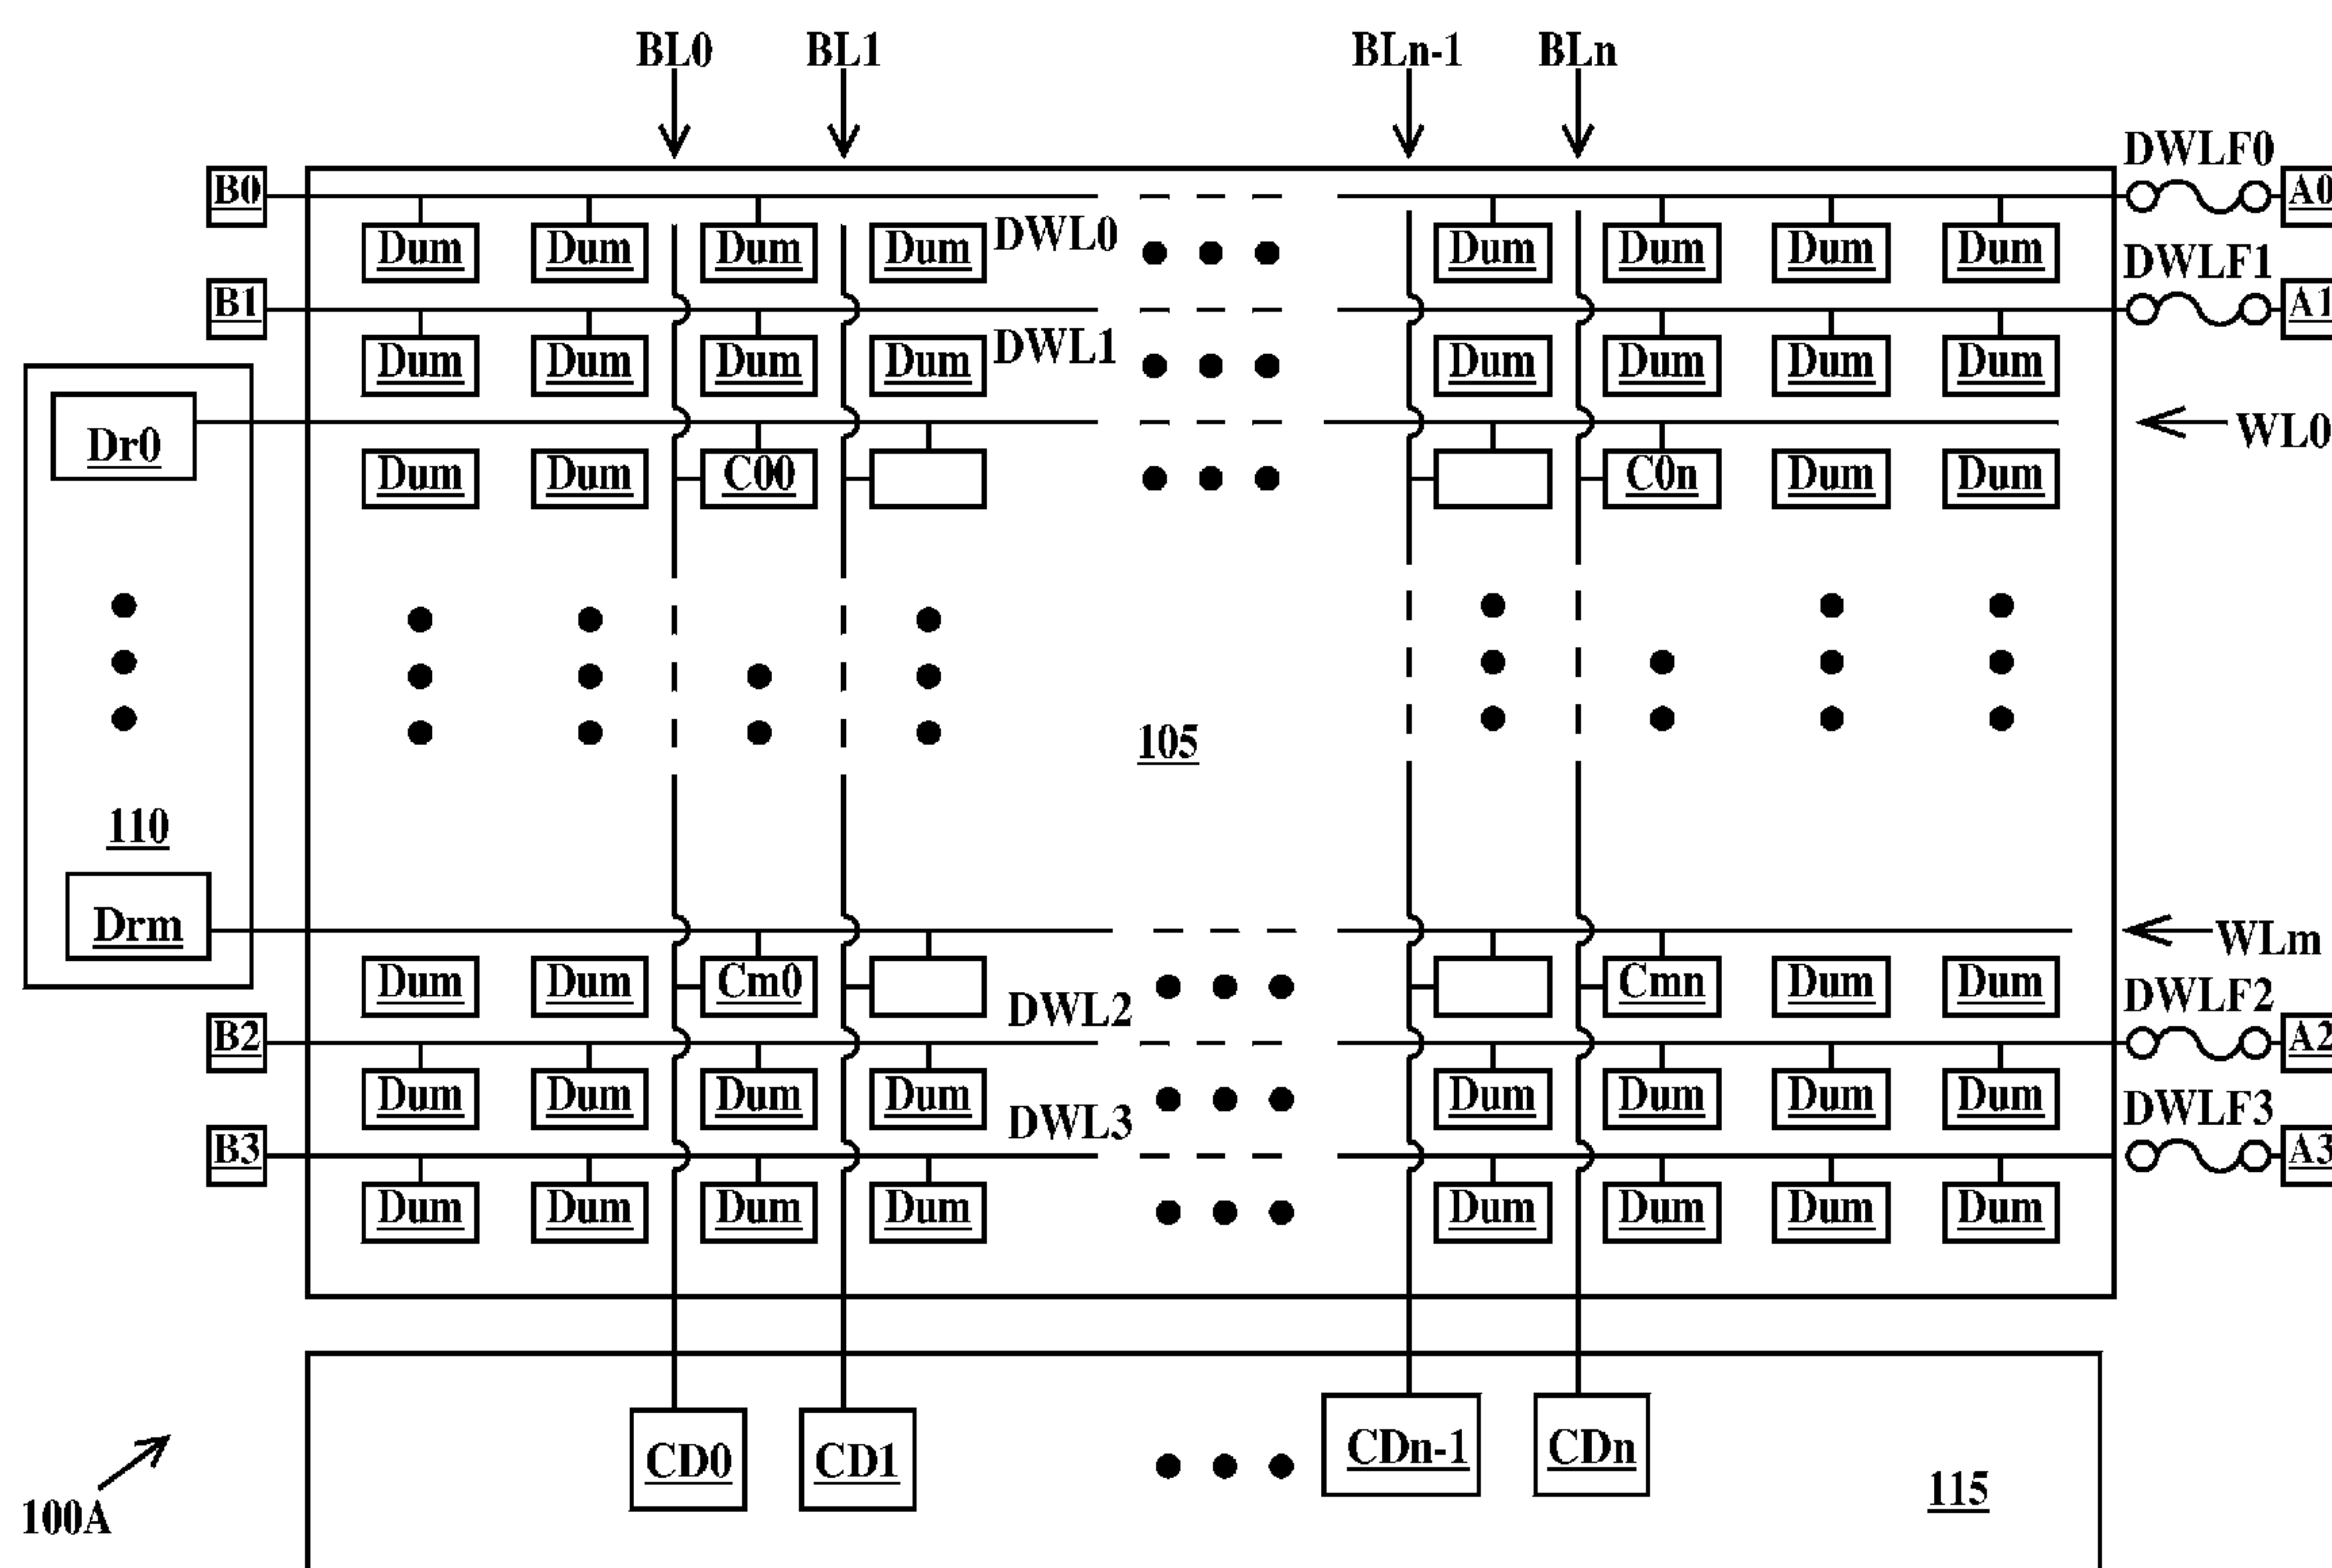 BL0 BL1 BLn-1 BLn
DWLF0
B0 A0
Dum Dum Dum Dum DWL0 Dum Dum Dum Dum
DWLF1
B1 A1
Dum Dum Dum Dum DWL1 Dum Dum Dum Dum
Dr0 WL0
Dum Dum C00 C0n Dum Dum
105
110
Drm WLm
Dum Dum Cm0 Cmn Dum Dum
DWL2 DWLF2
B2 A2
Dum Dum Dum Dum Dum Dum Dum Dum
DWL3 DWLF3
B3 A3
Dum Dum Dum Dum Dum Dum Dum Dum
CD0 CD1 CDn-1 CDn
115
100A